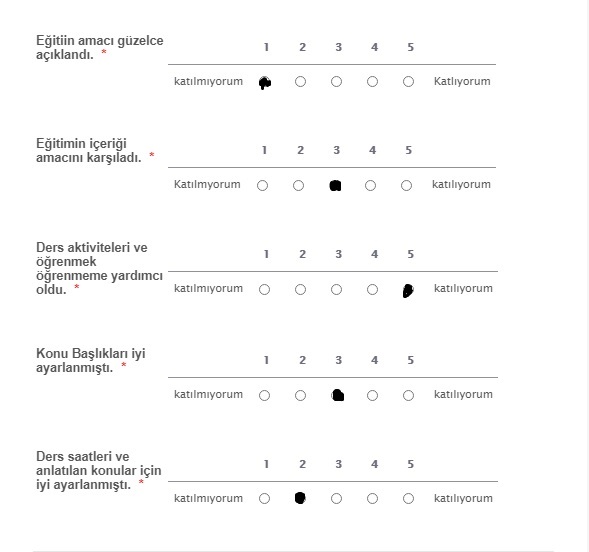 Eğitiin amacı güzelce
açıklandı. *
1 2 3 4 5
katılmıyorum Katlıyorum
Eğitimin içeriği
amacını karşıladı. *
1 2 3 4 5
Katılmyorum katılıyorum
Ders aktiviteleri ve
öğrenmek
öğrenmeme yardımcı
oldu. *
1 2 3 4 5
katılmıyorum katılıyorum
Konu Başlıkları iyi
ayarlanmıştı. *
1 2 3 4 5
katılmıyorum katılıyorum
Ders saatleri ve
anlatılan konular için
iyi ayarlanmıştı. *
1 2 3 4 5
katılmıyorum katılıyorum